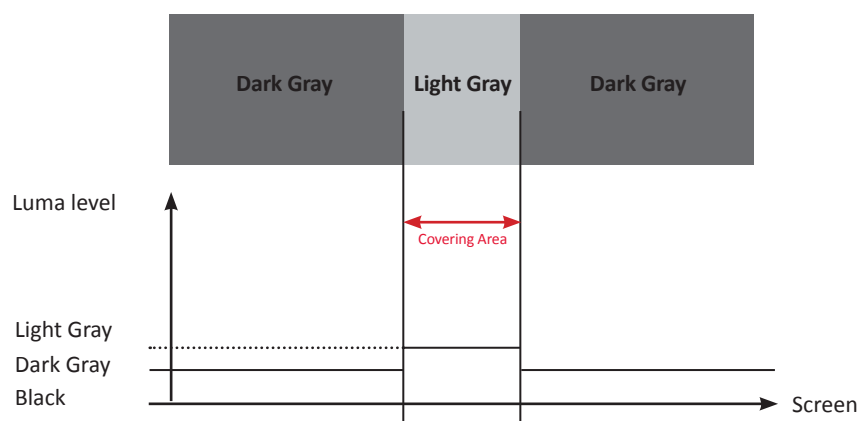 Dark Gray Light Gray Dark Gray
Luma level
Covering Area
Light Gray
Dark Gray
Black
Screen